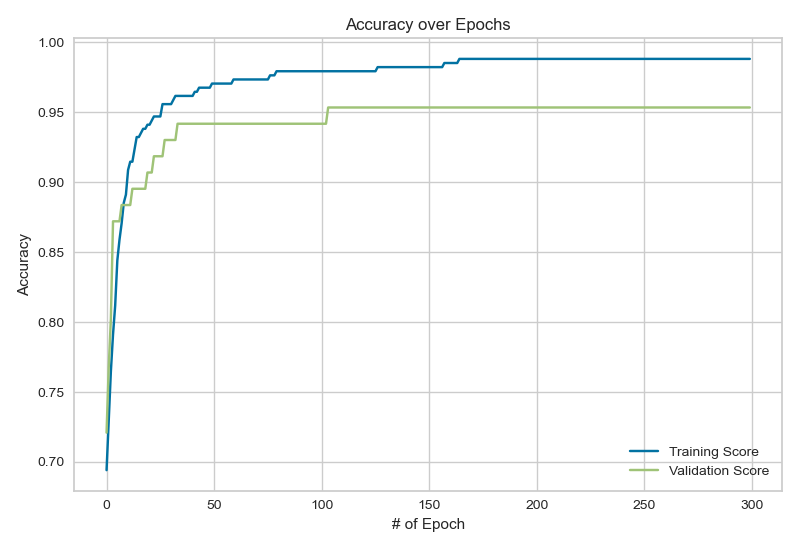 Accuracy over Epochs
1.00
0.95
0.90
0.85
0.80
0.75
0.70
Accuracy
0
50
100
150
200
250
300
# of Epoch
Training Score
Validation Score